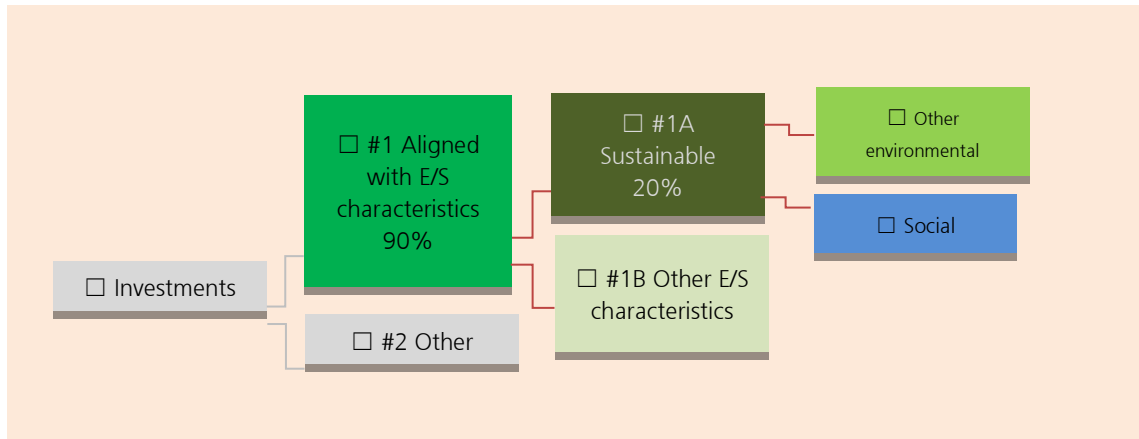 ☐ Investments
☐ #1 Aligned
with E/S
characteristics
90%
☐ #2 Other
☐ #1A
Sustainable
20%
☐ #1B Other E/S
characteristics
☐ Other
environmental
☐ Social